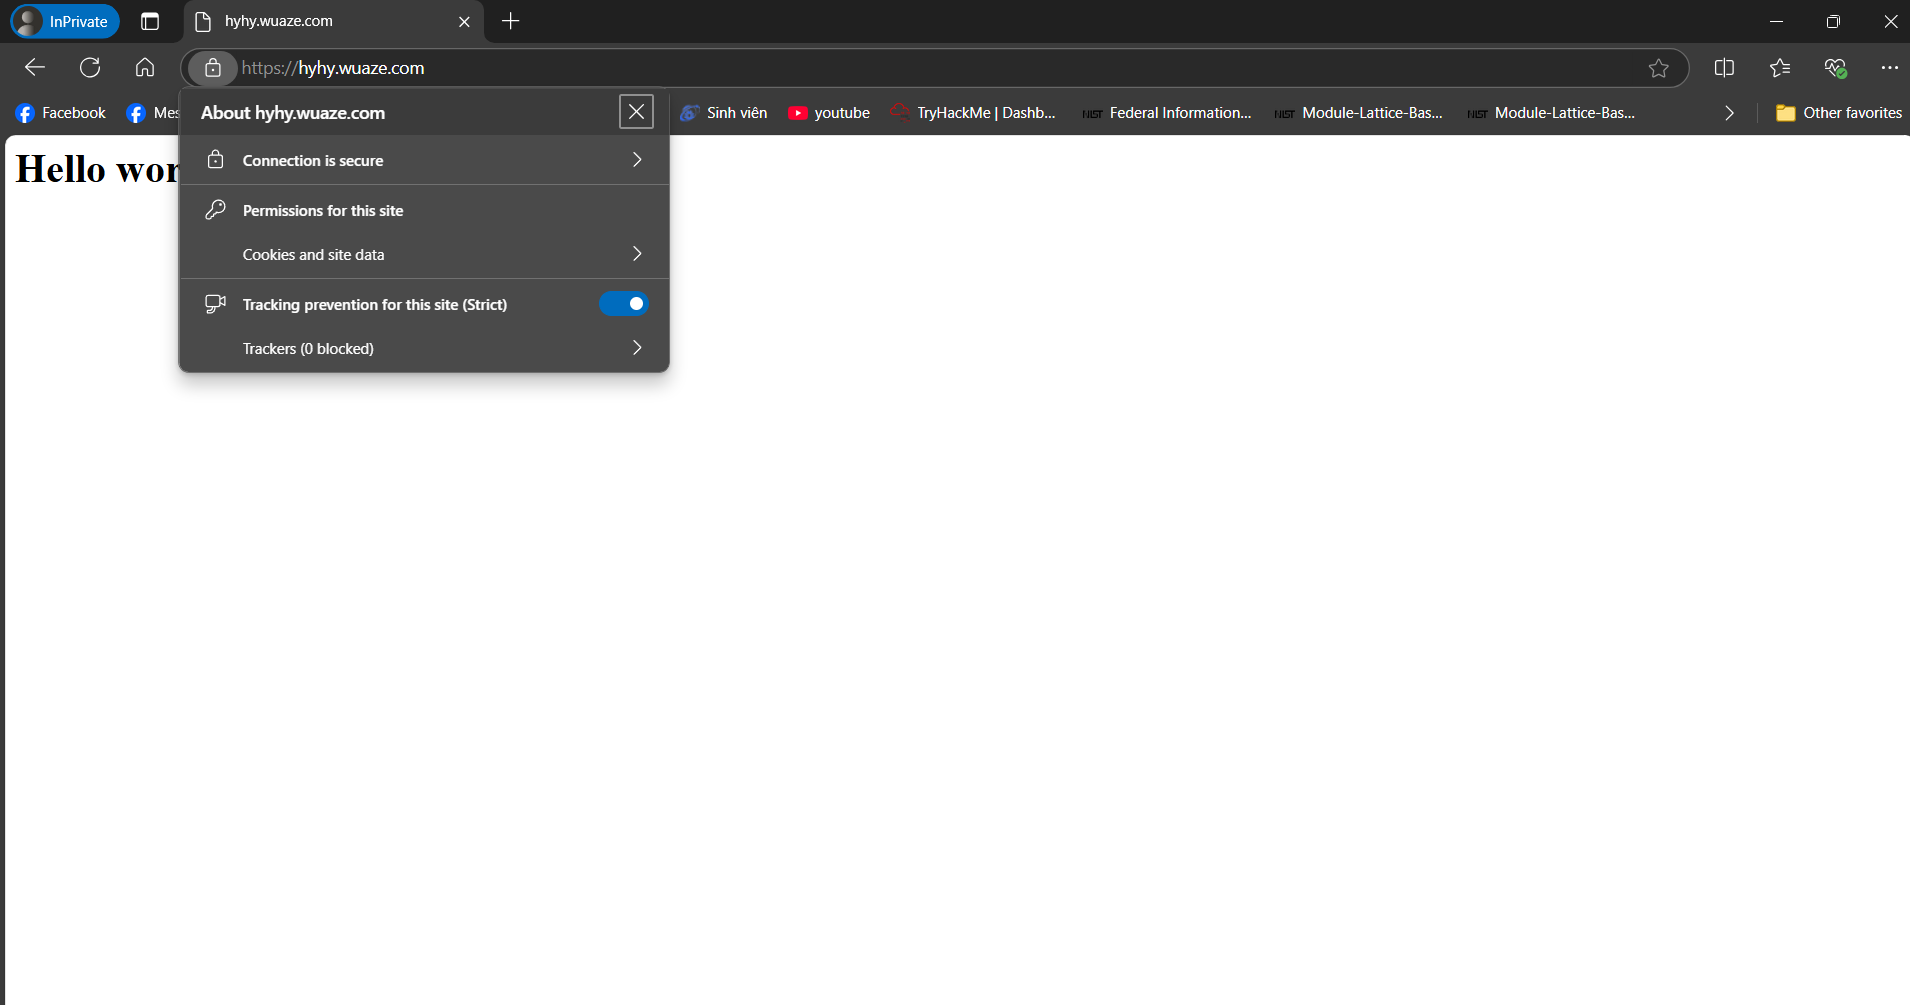 InPrivate
hyhy.wuaze.com
https://hyhy.wuaze.com
Facebook
Mes
Sinh viên
youtube
TryHackMe | Dashb...
NIST Federal Information...
NIST Module-Lattice-Bas...
NIST Module-Lattice-Bas...
Other favorites
About hyhy.wuaze.com
Hello wor
Connection is secure
Permissions for this site
Cookies and site data
Tracking prevention for this site (Strict)
Trackers (0 blocked)